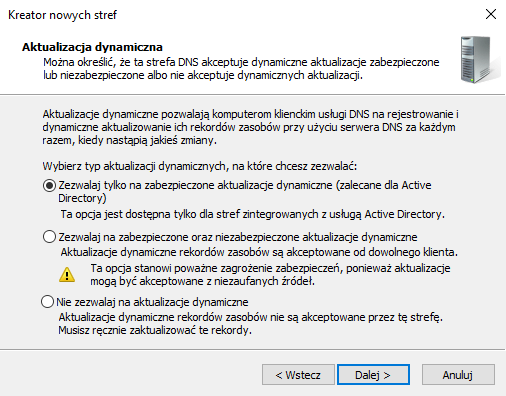 Kreator nowych stref
Aktualizacja dynamiczna
Można określić, że ta strefa DNS akceptuje dynamiczne aktualizacje zabezpieczone
lub niezabezpieczone albo nie akceptuje dynamicznych aktualizacji.
Aktualizacje dynamiczne pozwalają komputerom klienckim usługi DNS na rejestrowanie i
dynamiczne aktualizowanie ich rekordów zasobów przy użyciu serwera DNS za każdym
razem, kiedy nastąpią jakieś zmiany.
Wybierz typ aktualizacji dynamicznych, na które chcesz zezwalać:
Zezwalaj tylko na zabezpieczone aktualizacje dynamiczne (zalecane dla Active
Directory)
Ta opcja jest dostępna tylko dla stref zintegrowanych z usługą Active Directory.
Zezwalaj na zabezpieczone oraz niezabezpieczone aktualizacje dynamiczne
Aktualizacje dynamiczne rekordów zasobów są akceptowane od dowolnego klienta.
Ta opcja stanowi poważne zagrożenie zabezpieczeń, ponieważ aktualizacje
mogą być akceptowane z niezaufanych źródeł.
Nie zezwalaj na aktualizacje dynamiczne
Aktualizacje dynamiczne rekordów zasobów nie są akceptowane przez tę strefę.
Musisz ręcznie zaktualizować te rekordy.
< Wstecz
Dalej >
Anuluj